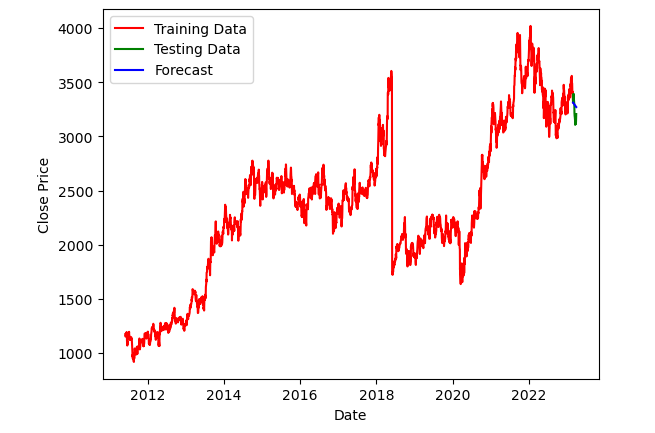 Training Data
Testing Data
Forecast
4000
3500
3000
2500
2000
1500
1000
Close Price
2012
2014
2016
2018
2020
2022
Date